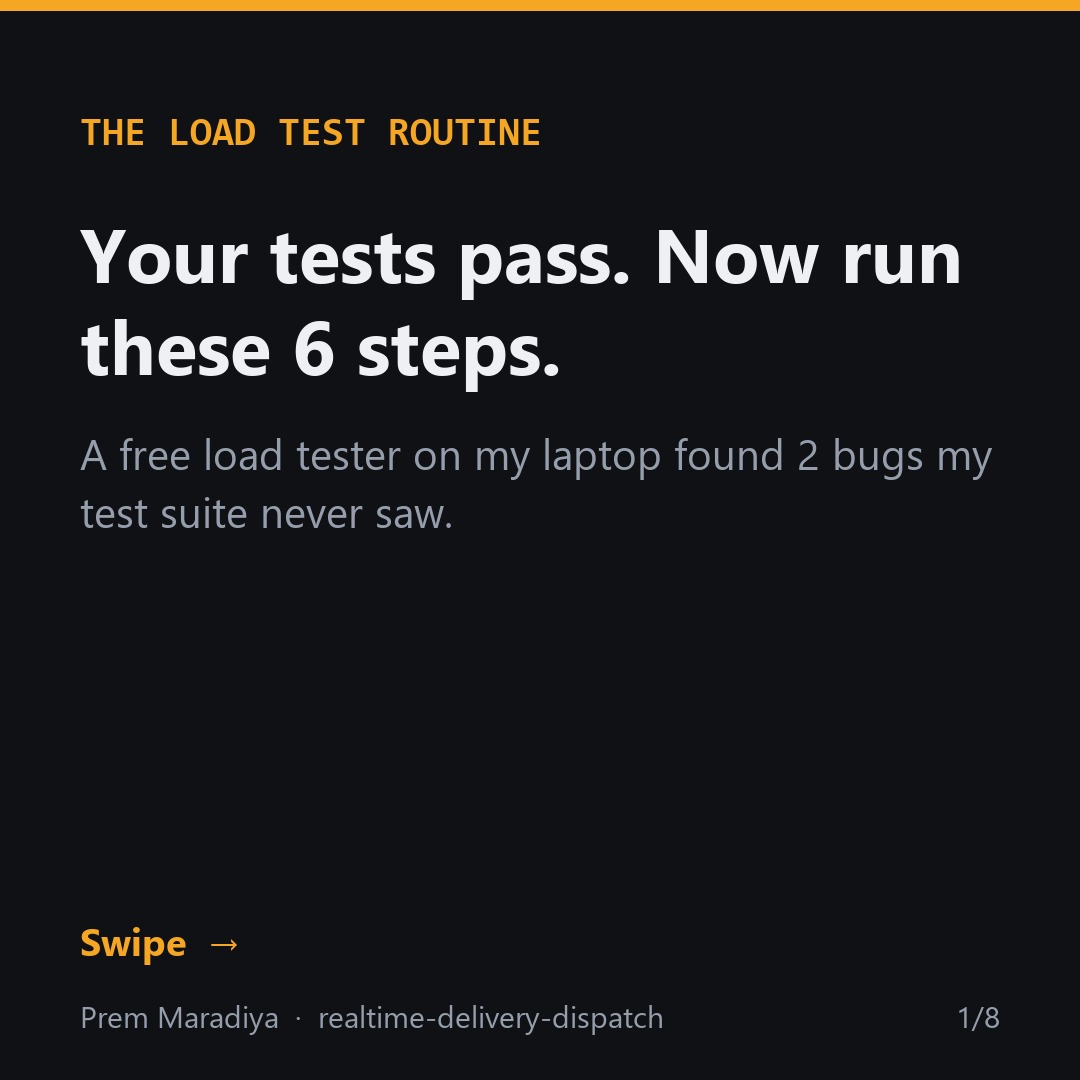 THE LOAD TEST ROUTINE
Your tests pass. Now run
these 6 steps.
A free load tester on my laptop found 2 bugs my
test suite never saw.
Swipe →
Prem Maradiya · realtime-delivery-dispatch 1/8